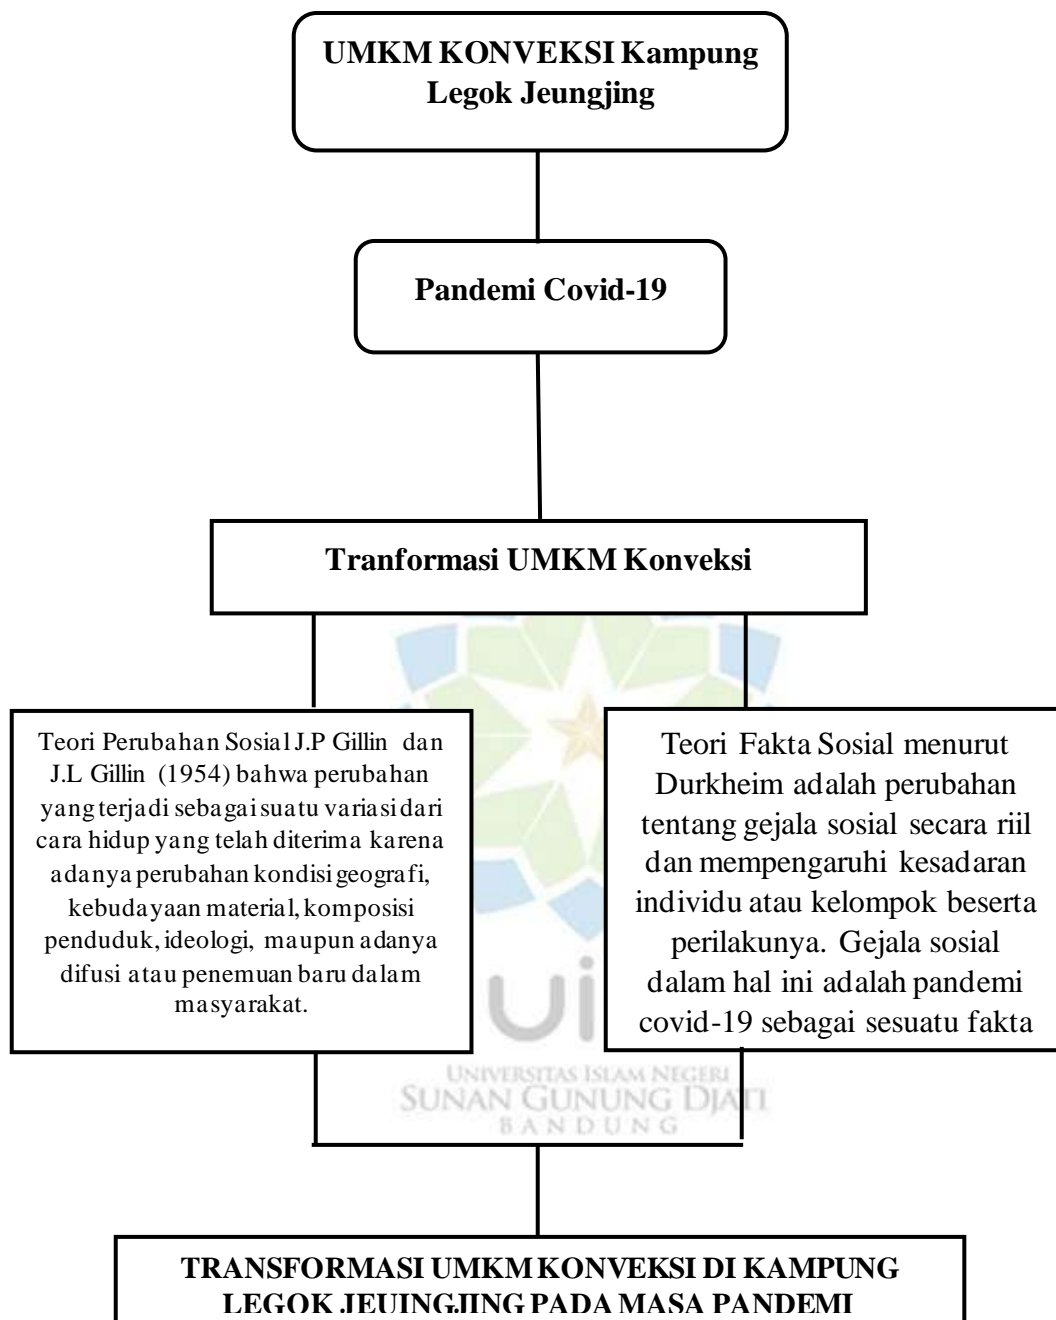 UMKM KONVEKSI Kampung
Legok Jeungjing
Pandemi Covid-19
Tranformasi UMKM Konveksi
Teori Perubahan Sosial J.P Gillin dan
J.L Gillin (1954) bahwa perubahan
yang terjadi sebagai suatu variasi dari
cara hidup yang telah diterima karena
adanya perubahan kondisi geografi,
kebudayaan material, komposisi
penduduk, ideologi, maupun adanya
difusi atau penemuan baru dalam
masyarakat.
Teori Fakta Sosial menurut
Durkheim adalah perubahan
tentang gejala sosial secara riil
dan mempengaruhi kesadaran
individu atau kelompok beserta
perilakunya. Gejala sosial
dalam hal ini adalah pandemi
covid-19 sebagai sesuatu fakta
UNIVERSITAS ISLAM NEGERI
SUNAN GUNUNG DJATI
BANDUNG
TRANSFORMASI UMKM KONVEKSI DI KAMPUNG
LEGOK JEUINGJING PADA MASA PANDEMI